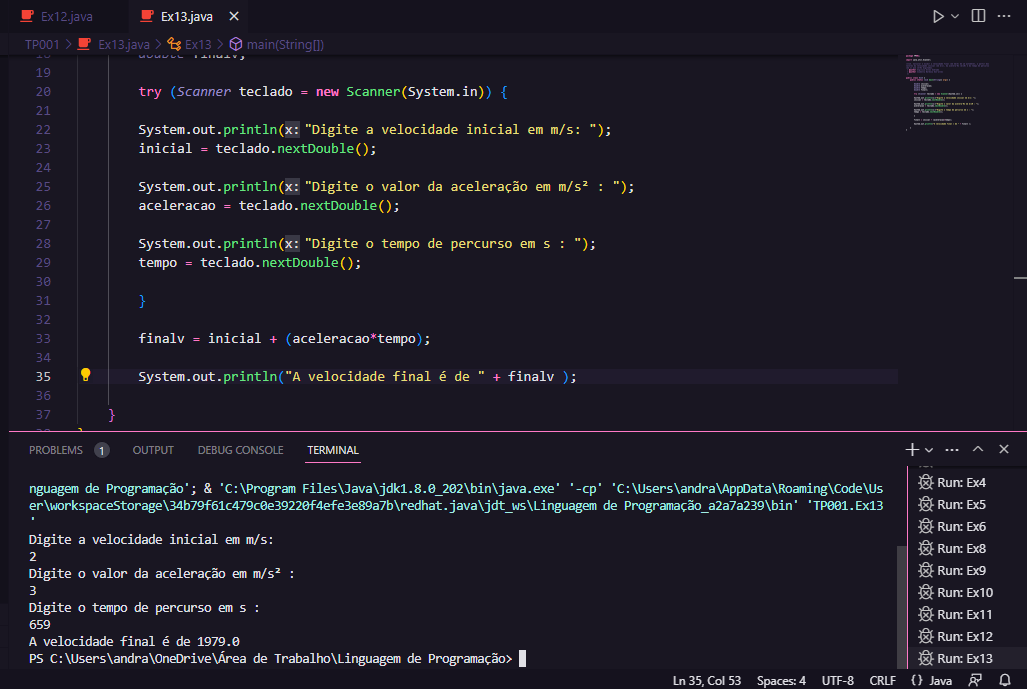 Ex12.java
Ex13.java
TP001 > Ex13.java > Ex13 > main(String[])
18 double finalv;
19
20 try (Scanner teclado = new Scanner(System.in)) {
21
22 System.out.println(x: "Digite a velocidade inicial em m/s: ");
23 inicial = teclado.nextDouble();
24
25 System.out.println(x: "Digite o valor da aceleração em m/s² : ");
26 aceleracao = teclado.nextDouble();
27
28 System.out.println(x: "Digite o tempo de percurso em s : ");
29 tempo = teclado.nextDouble();
30
31 }
32
33 finalv = inicial + (aceleracao*tempo);
34
35 System.out.println("A velocidade final é de " + finalv );
36
37 }
38 }
PROBLEMS 1 OUTPUT DEBUG CONSOLE TERMINAL
nguagem de Programação'; & 'C:\Program Files\Java\jdk1.8.0_202\bin\java.exe' '-cp' 'C:\Users\andra\AppData\Roaming\Code\Us
er\workspaceStorage\34b79f61c479c0e39220f4efe3e89a7b\redhat.java\jdt_ws\Linguagem de Programação_a2a7a239\bin' 'TP001.Ex13
'
Digite a velocidade inicial em m/s:
2
Digite o valor da aceleração em m/s² :
3
Digite o tempo de percurso em s :
659
A velocidade final é de 1979.0
PS C:\Users\andra\OneDrive\Área de Trabalho\Linguagem de Programação>
Run: Ex4
Run: Ex5
Run: Ex6
Run: Ex8
Run: Ex9
Run: Ex10
Run: Ex11
Run: Ex12
Run: Ex13
Ln 35, Col 53 Spaces: 4 UTF-8 CRLF {} Java